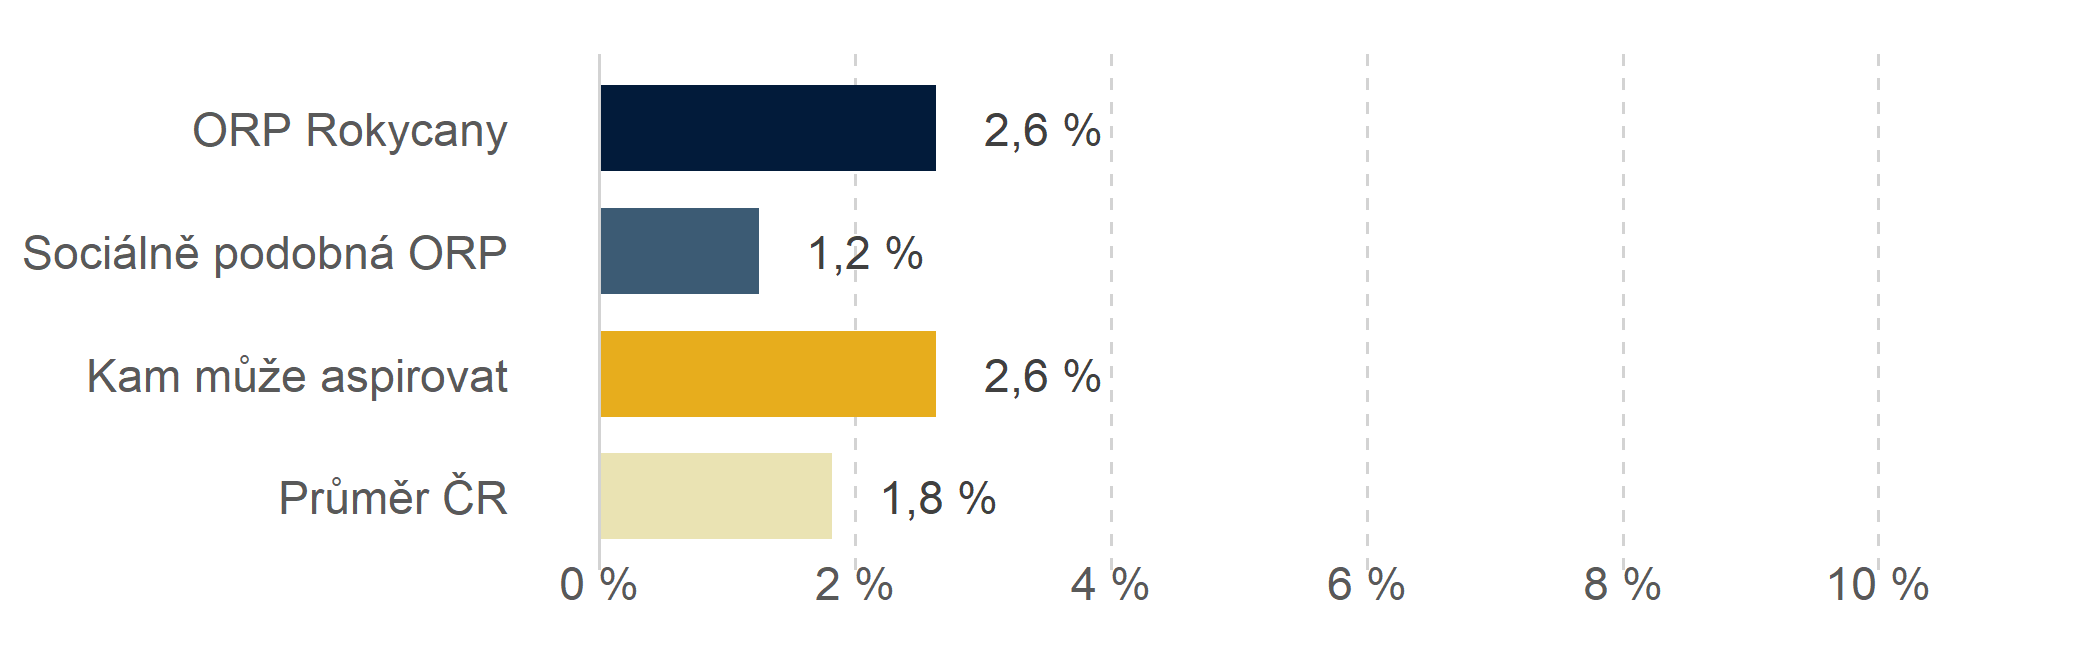 ORP Rokycany 2,6 %
Sociálně podobná ORP 1,2 %
Kam může aspirovat 2,6 %
Průměr ČR 1,8 %
0 % 2 % 4 % 6 % 8 % 10 %